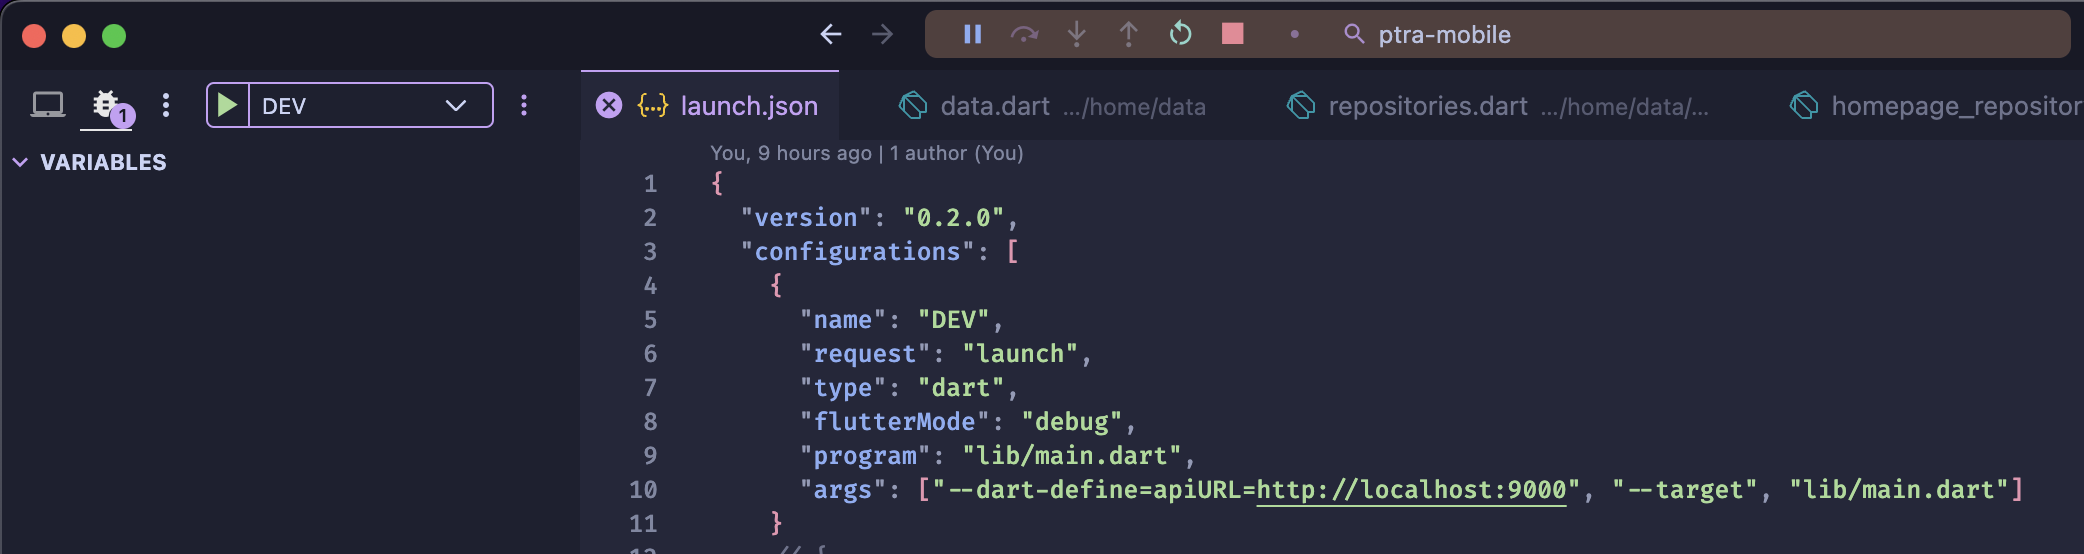 ptra-mobile
1
DEV
launch.json
data.dart .../home/data
repositories.dart .../home/data/...
homepage_repositor
VARIABLES
You, 9 hours ago | 1 author (You)
1 {
2 "version": "0.2.0",
3 "configurations": [
4 {
5 "name": "DEV",
6 "request": "launch",
7 "type": "dart",
8 "flutterMode": "debug",
9 "program": "lib/main.dart",
10 "args": ["--dart-define=apiURL=http://localhost:9000", "--target", "lib/main.dart"]
11 }
12 // {